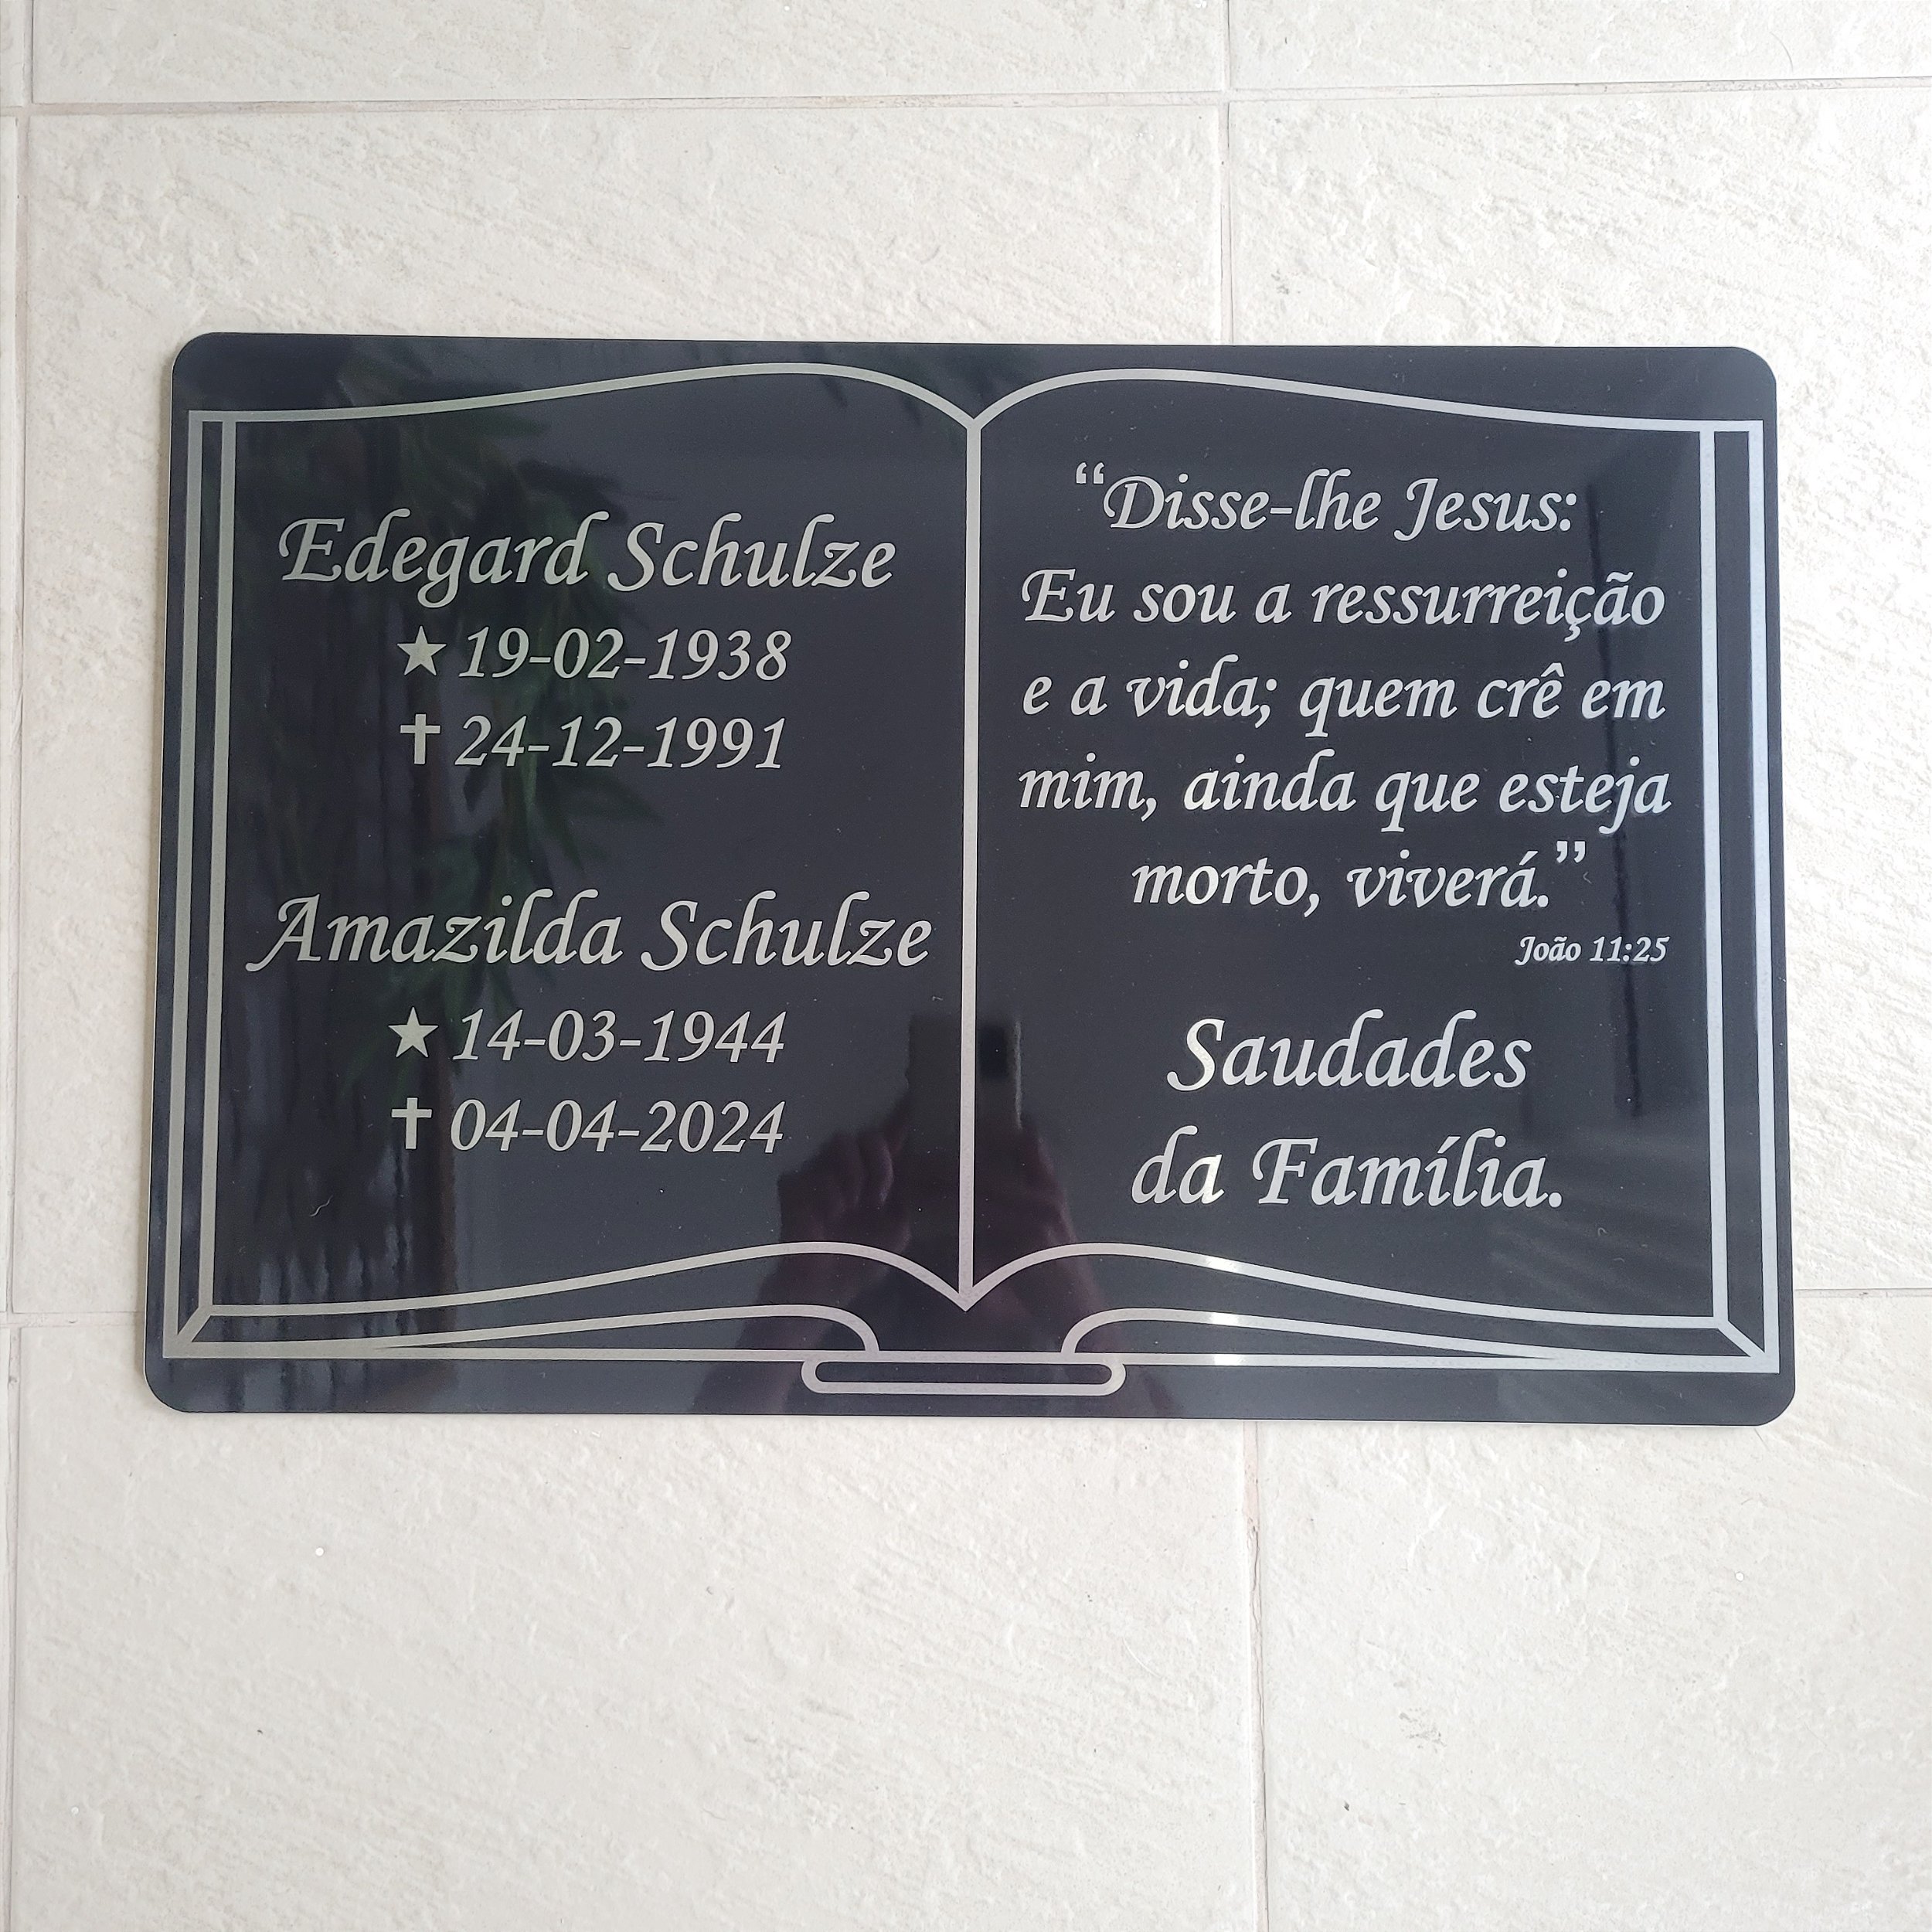 Edegard Schulze
★ 19-02-1938
✝ 24-12-1991
Amazilda Schulze
★ 14-03-1944
✝ 04-04-2024
“Disse-lhe Jesus:
Eu sou a ressurreição
e a vida; quem crê em
mim, ainda que esteja
morto, viverá.”
João 11:25
Saudades
da Família.